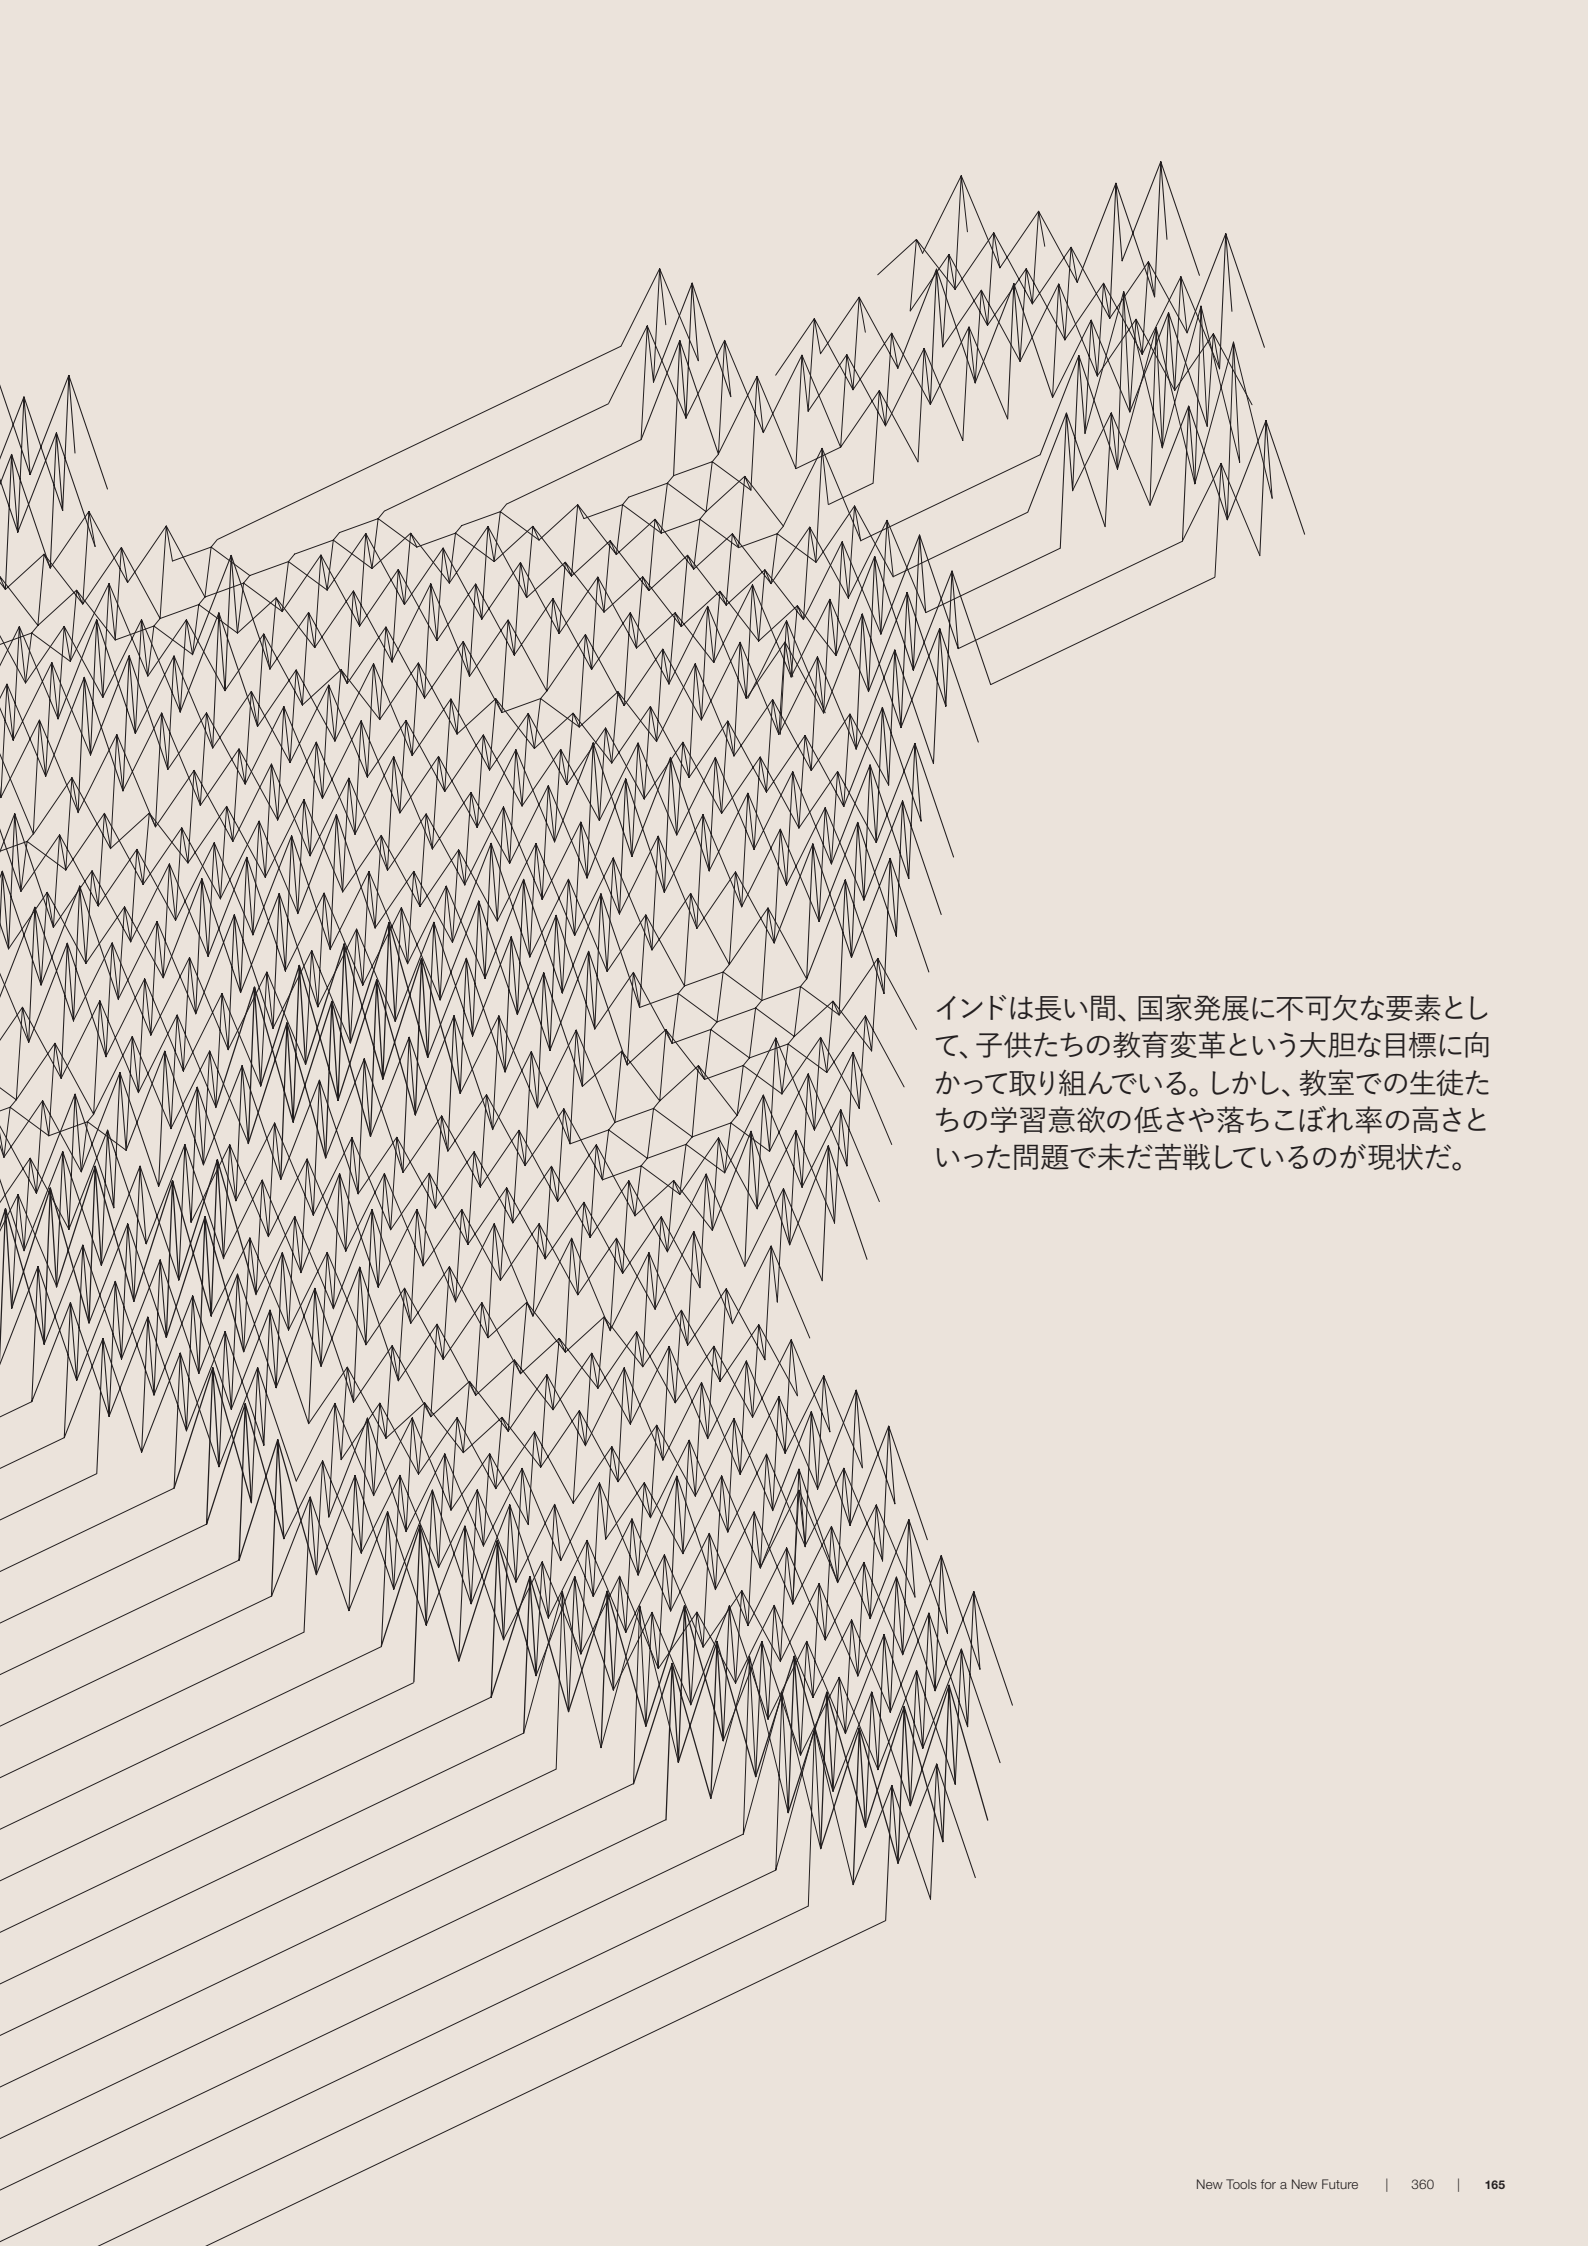 インドは長い間、国家発展に不可欠な要素とし
て、子供たちの教育変革という大胆な目標に向
かって取り組んでいる。しかし、教室での生徒た
ちの学習意欲の低さや落ちこぼれ率の高さと
いった問題で未だ苦戦しているのが現状だ。
New Tools for a New Future | 360 | 165